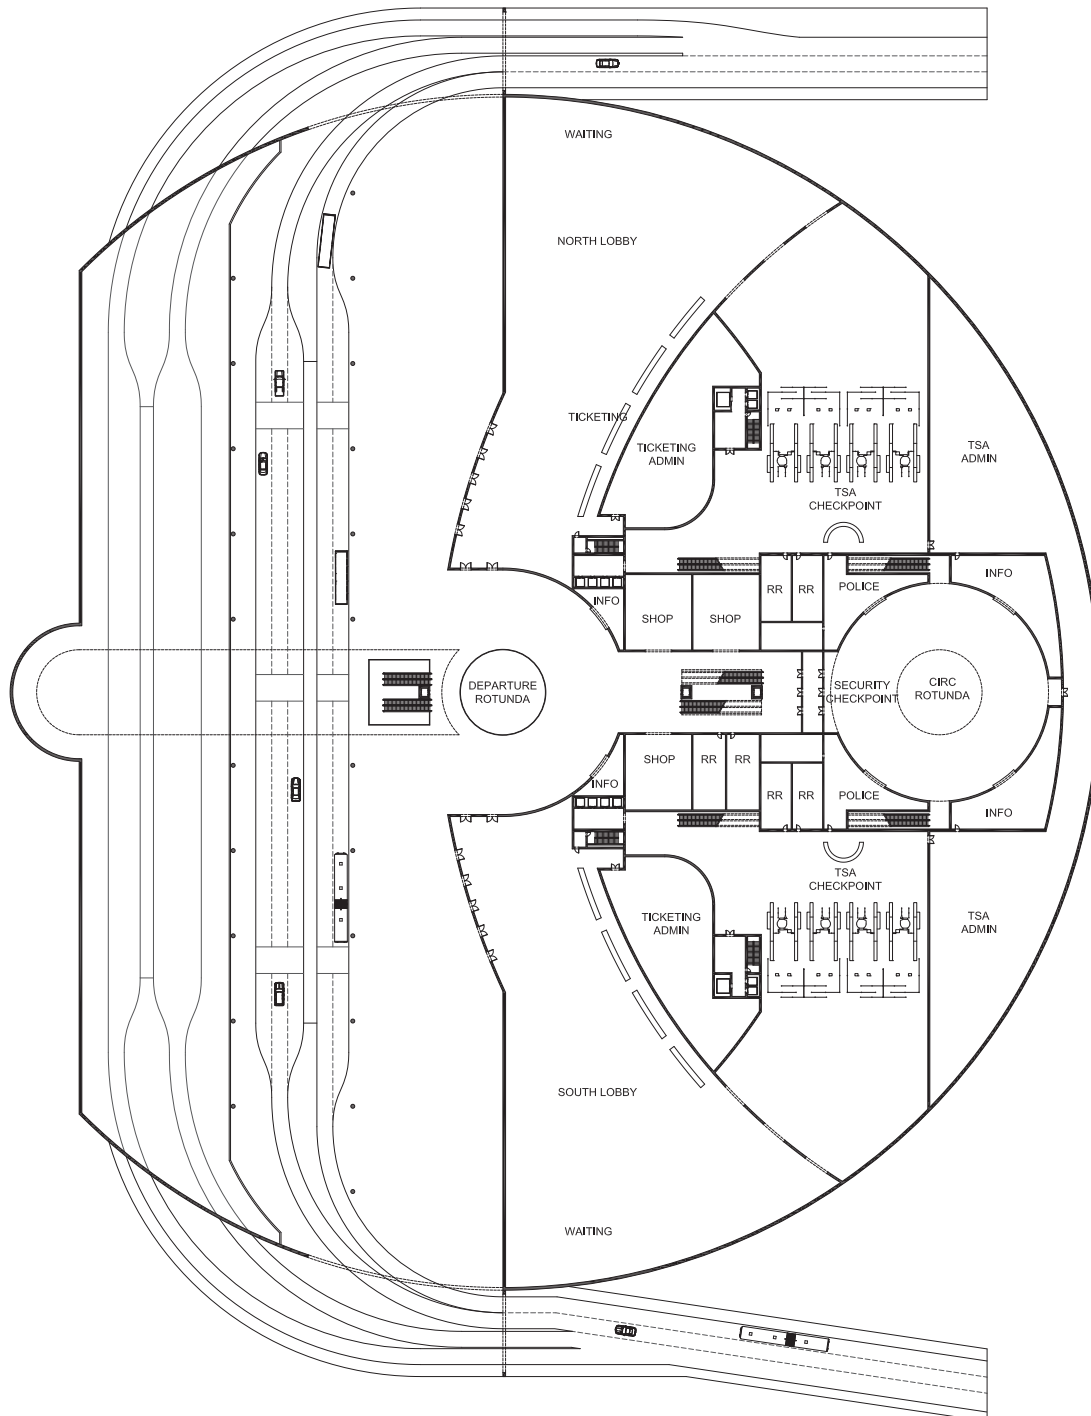 WAITING
NORTH LOBBY
TICKETING
TICKETING
ADMIN
TSA
ADMIN
TSA
CHECKPOINT
INFO
SHOP
SHOP
RR
RR
POLICE
INFO
DEPARTURE
ROTUNDA
SECURITY
CHECKPOINT
CIRC
ROTUNDA
INFO
SHOP
RR
RR
RR
RR
POLICE
INFO
TSA
CHECKPOINT
TICKETING
ADMIN
TSA
ADMIN
SOUTH LOBBY
WAITING